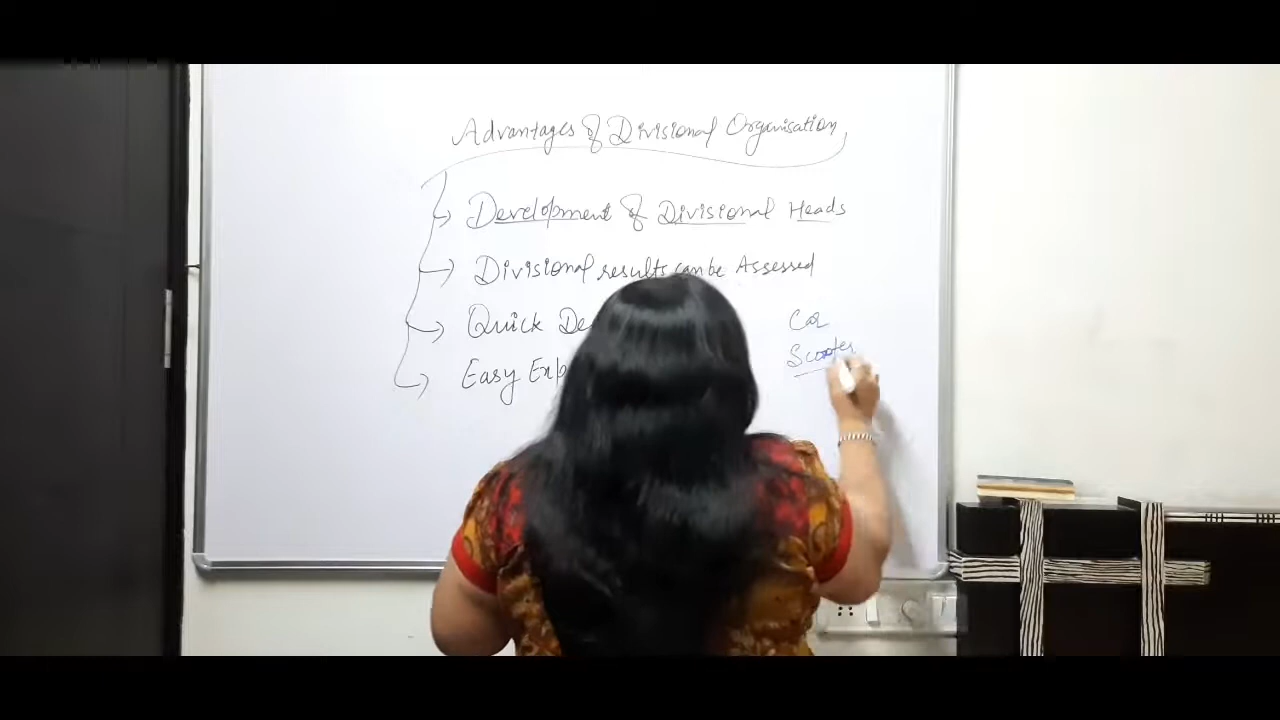 Advantages of Divisional Organisation
Development of Divisional Heads
Divisional results can be Assessed
Quick De
Easy Exp
Car
Scooter